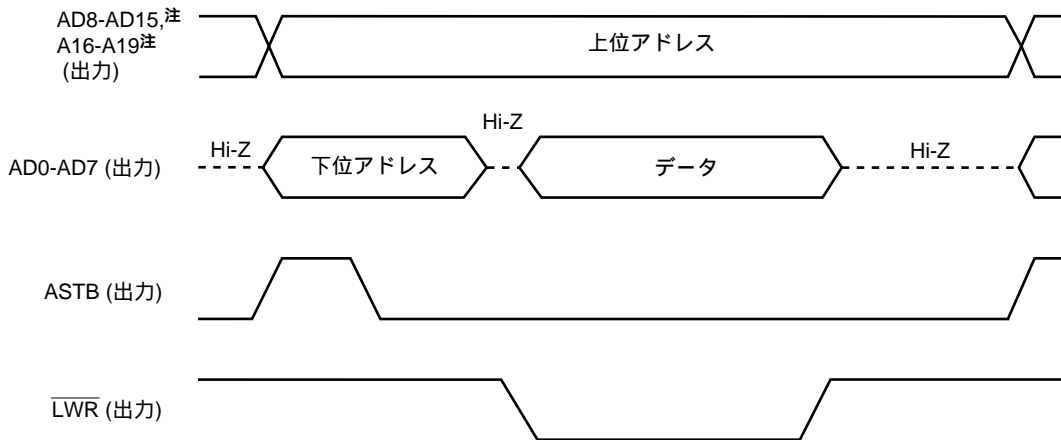 AD8-AD15,注
A16-A19注
(出力)
上位アドレス
Hi-Z
AD0-AD7 (出力)
Hi-Z
下位アドレス
データ
Hi-Z
ASTB (出力)
LWR (出力)